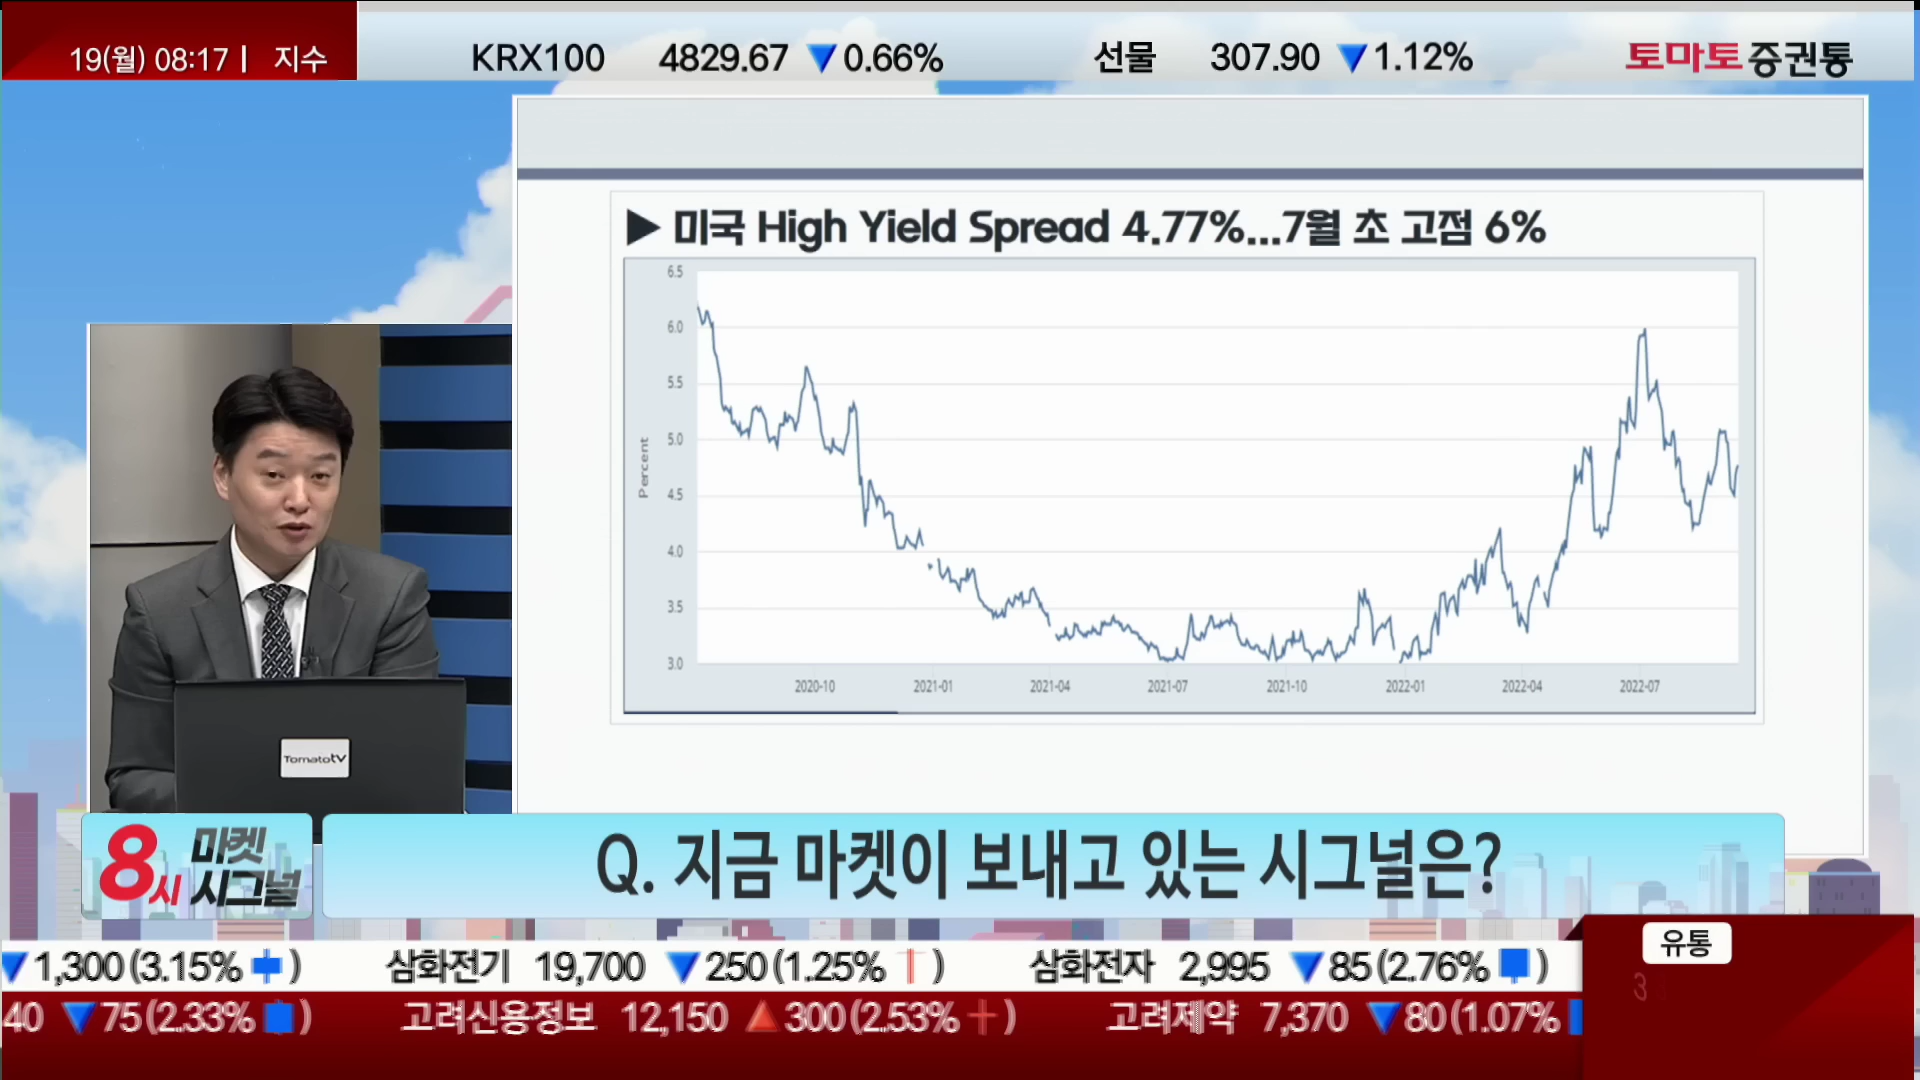 19(월) 08:17 | 지수
KRX100 4829.67 ▼0.66% 선물 307.90 ▼1.12%
토마토증권통
▶ 미국 High Yield Spread 4.77%...7월 초 고점 6%
6.5
6.0
5.5
5.0
4.5
4.0
3.5
3.0
Percent
2020-10 2021-01 2021-04 2021-07 2021-10 2022-01 2022-04 2022-07
Tomatotv
8시 마켓 시그널
Q. 지금 마켓이 보내고 있는 시그널은?
▼1,300(3.15% ) 삼화전기 19,700 ▼250(1.25% ) 삼화전자 2,995 ▼85(2.76% )
유통
40 ▼75(2.33% ) 고려신용정보 12,150 ▲300(2.53% ) 고려제약 7,370 ▼80(1.07%